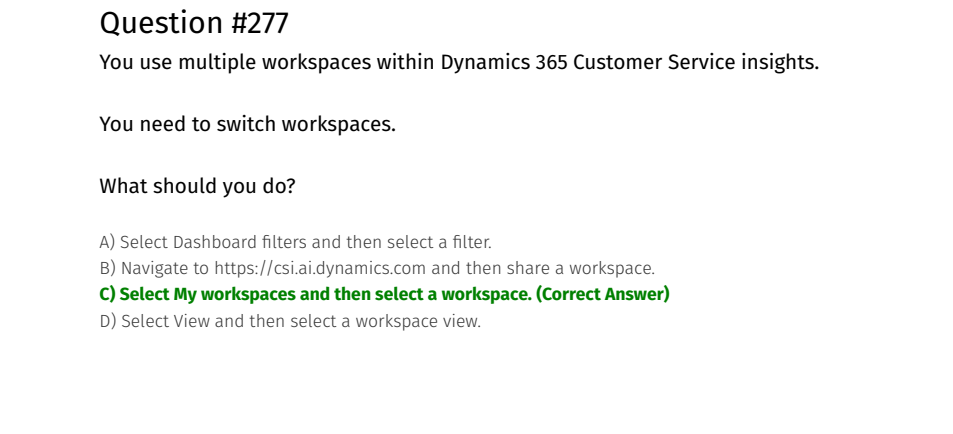 Question #277
You use multiple workspaces within Dynamics 365 Customer Service insights.
You need to switch workspaces.
What should you do?
A) Select Dashboard filters and then select a filter.
B) Navigate to https://csi.ai.dynamics.com and then share a workspace.
C) Select My workspaces and then select a workspace. (Correct Answer)
D) Select View and then select a workspace view.